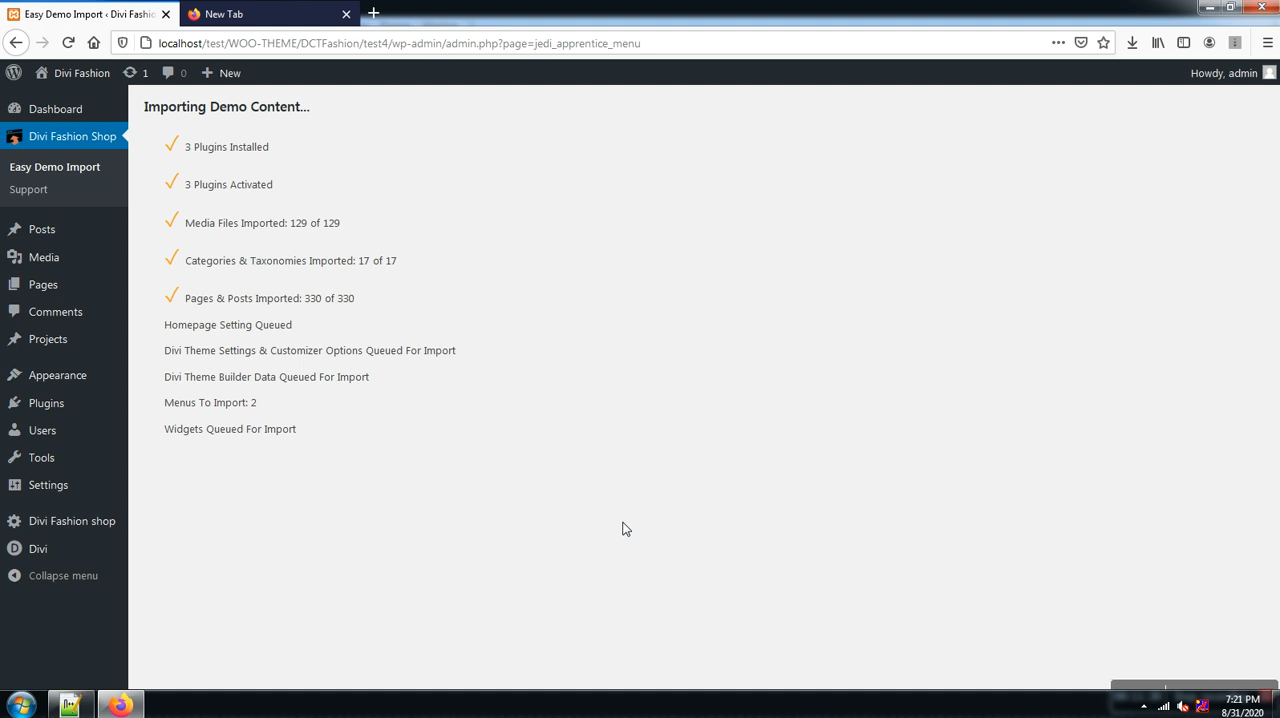 Easy Demo Import ‹ Divi Fashio
New Tab
localhost/test/WOO-THEME/DCTFashion/test4/wp-admin/admin.php?page=jedi_apprentice_menu
Divi Fashion 1 0 New
Howdy, admin
Dashboard
Divi Fashion Shop
Easy Demo Import
Support
Posts
Media
Pages
Comments
Projects
Appearance
Plugins
Users
Tools
Settings
Divi Fashion shop
Divi
Collapse menu
Importing Demo Content...
3 Plugins Installed
3 Plugins Activated
Media Files Imported: 129 of 129
Categories & Taxonomies Imported: 17 of 17
Pages & Posts Imported: 330 of 330
Homepage Setting Queued
Divi Theme Settings & Customizer Options Queued For Import
Divi Theme Builder Data Queued For Import
Menus To Import: 2
Widgets Queued For Import
7:21 PM
8/31/2020